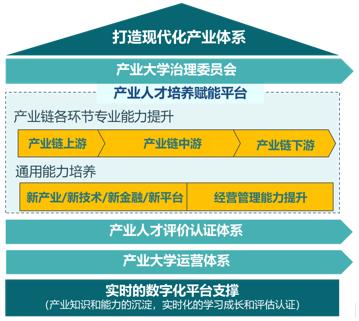 打造现代化产业体系
产业大学治理委员会
产业人才培养赋能平台
产业链各环节专业能力提升
产业链上游 产业链中游 产业链下游
通用能力培养
新产业/新技术/新金融/新平台 经营管理能力提升
产业人才评价认证体系
产业大学运营体系
实时的数字化平台支撑
(产业知识和能力的沉淀，实时化的学习成长和评估认证)